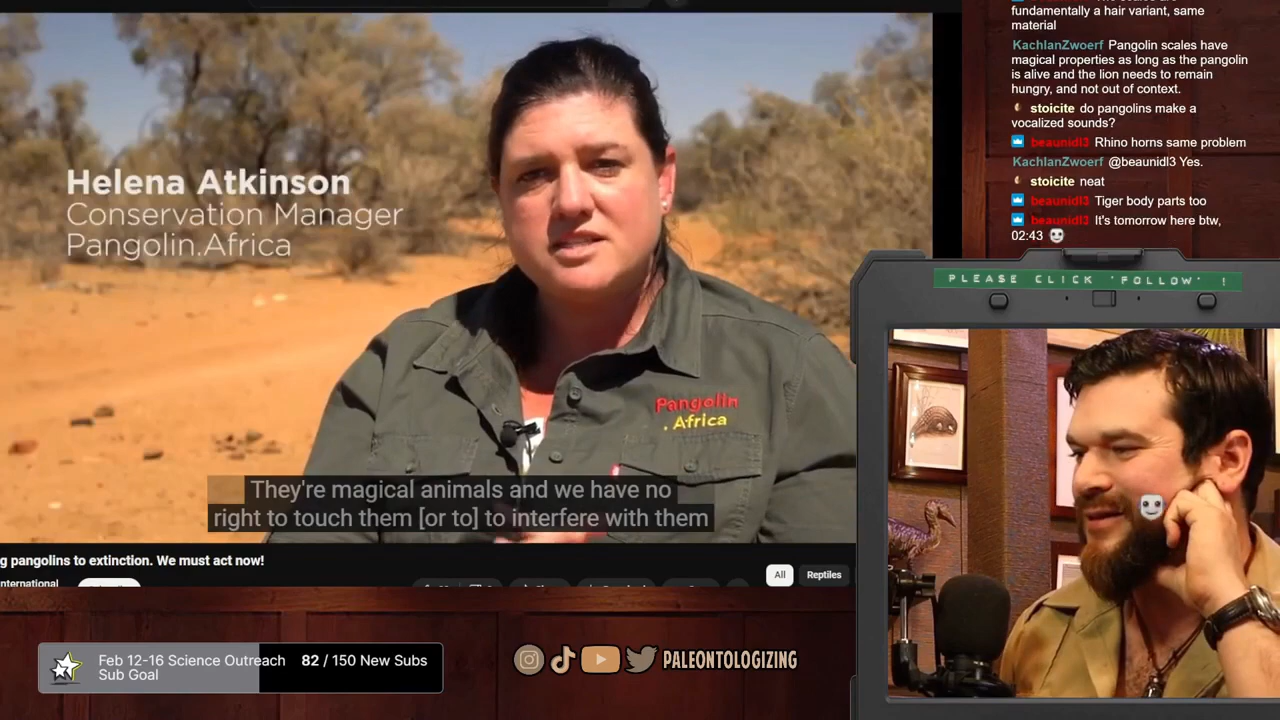 fundamentally a hair variant, same
material
KachlanZwoerf Pangolin scales have
magical properties as long as the pangolin
is alive and the lion needs to remain
hungry, and not out of context.
stoicite do pangolins make a
vocalized sounds?
beaunidl3 Rhino horns same problem
KachlanZwoerf @beaunidl3 Yes.
stoicite neat
beaunidl3 Tiger body parts too
beaunidl3 It's tomorrow here btw,
02:43
PLEASE CLICK 'FOLLOW' !
Helena Atkinson
Conservation Manager
Pangolin.Africa
Pangolin
.Africa
They're magical animals and we have no
right to touch them [or to] to interfere with them
g pangolins to extinction. We must act now!
nternational
All Reptiles
Feb 12-16 Science Outreach 82 / 150 New Subs
Sub Goal
PALEONTOLOGIZING